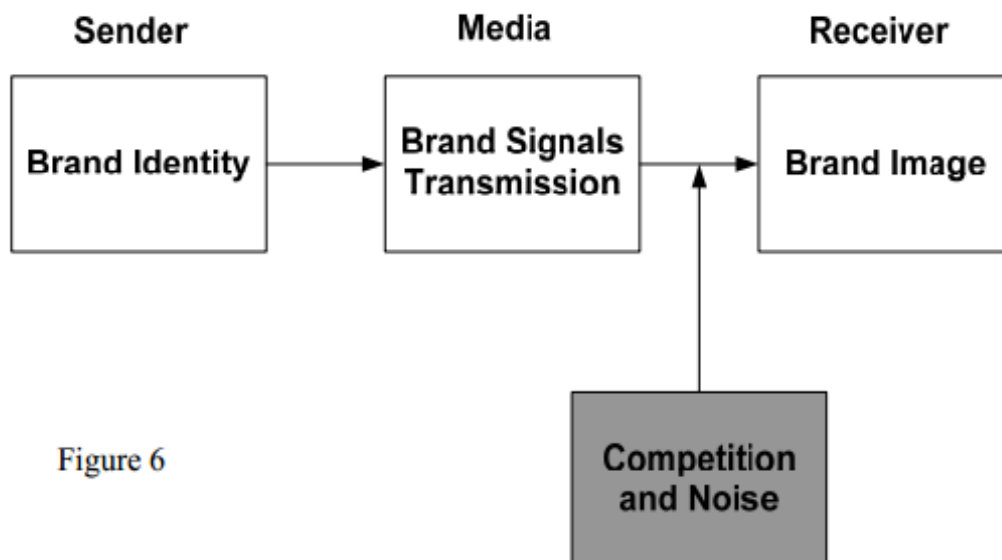 Sender
Media
Receiver
Brand Identity
Brand Signals
Transmission
Brand Image
Figure 6
Competition
and Noise